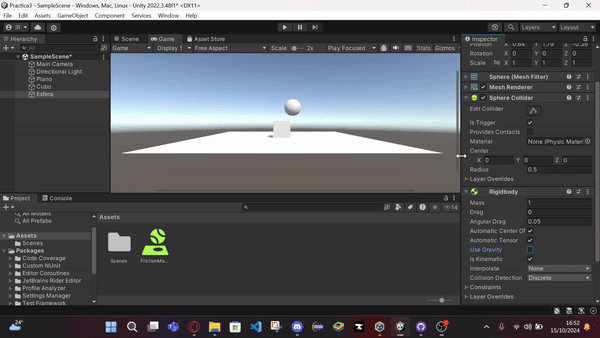 Practica3 - SampleScene* - Windows, Mac, Linux - Unity 2022.3.48f1* <DX11>
File Edit Assets GameObject Component Services Window Help
IR
Layers Layout
Hierarchy
All
SampleScene*
Main Camera
Directional Light
Plano
Cubo
Esfera
Scene Game Asset Store
Game Display 1 Free Aspect Scale 2x Play Focused Stats Gizmos
Inspector
Position X 0.64 Y 1.79 Z -0.36
Rotation X 0 Y 0 Z 0
Scale X 1 Y 1 Z 1
Sphere (Mesh Filter)
Mesh Renderer
Sphere Collider
Edit Collider
Is Trigger
Provides Contacts
Material None (Physic Mater
Center
X 0 Y 0 Z 0
Radius 0.5
Layer Overrides
Rigidbody
Mass 1
Drag 0
Angular Drag 0.05
Automatic Center Of
Automatic Tensor
Use Gravity
Is Kinematic
Interpolate None
Collision Detection Discrete
Constraints
Layer Overrides
Project Console
14
All Models
All Prefabs
Assets
Scenes
Packages
Code Coverage
Custom NUnit
Editor Coroutines
JetBrains Rider Editor
Profile Analyzer
Settings Manager
Test Framework
Assets
Scenes
FrictionMa...
24°
16:52
15/10/2024